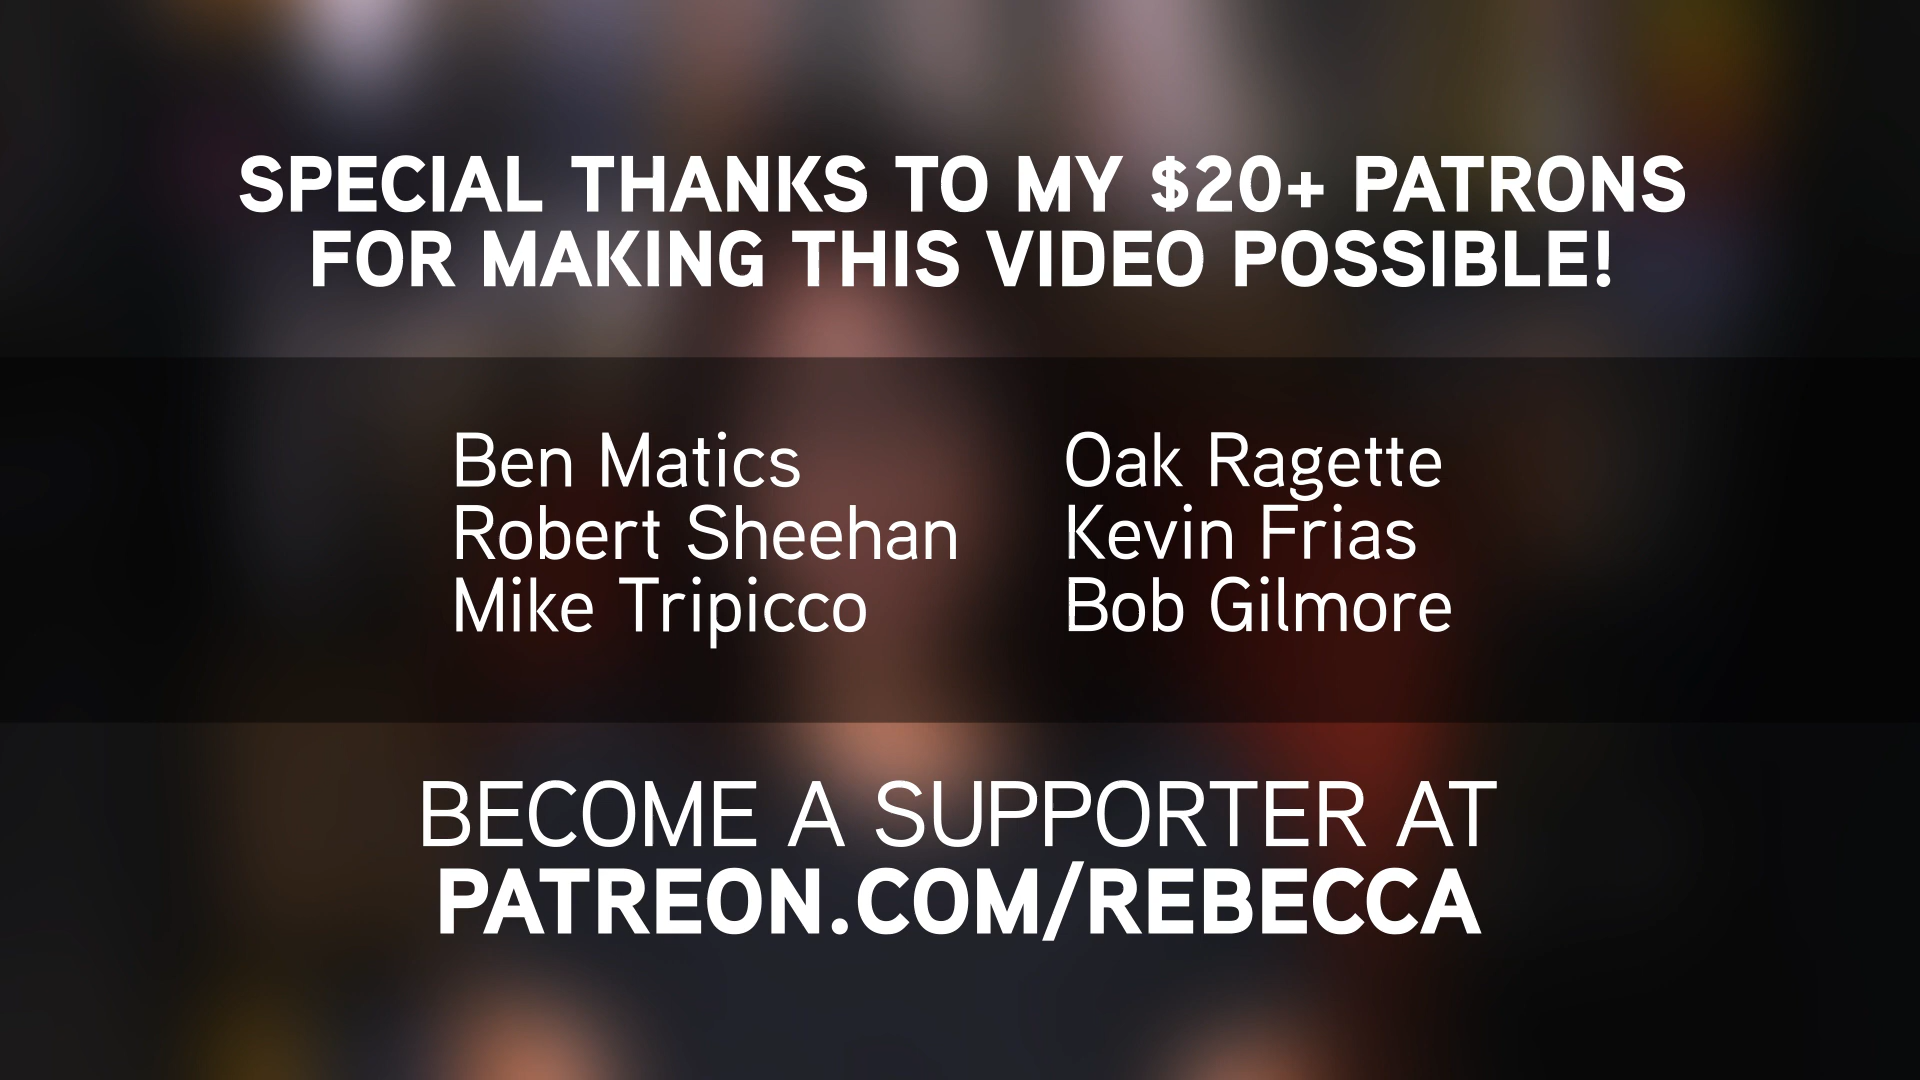 SPECIAL THANKS TO MY $20+ PATRONS
FOR MAKING THIS VIDEO POSSIBLE!
Ben Matics
Robert Sheehan
Mike Tripicco
Oak Ragette
Kevin Frias
Bob Gilmore
BECOME A SUPPORTER AT
PATREON.COM/REBECCA